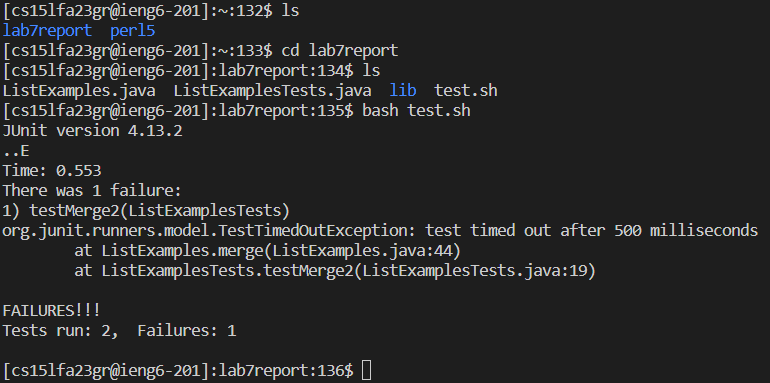 [cs15lfa23gr@ieng6-201]:~:132$ ls
lab7report  perl5
[cs15lfa23gr@ieng6-201]:~:133$ cd lab7report
[cs15lfa23gr@ieng6-201]:lab7report:134$ ls
ListExamples.java  ListExamplesTests.java  lib  test.sh
[cs15lfa23gr@ieng6-201]:lab7report:135$ bash test.sh
JUnit version 4.13.2
..E
Time: 0.553
There was 1 failure:
1) testMerge2(ListExamplesTests)
org.junit.runners.model.TestTimedOutException: test timed out after 500 milliseconds
        at ListExamples.merge(ListExamples.java:44)
        at ListExamplesTests.testMerge2(ListExamplesTests.java:19)

FAILURES!!!
Tests run: 2,  Failures: 1

[cs15lfa23gr@ieng6-201]:lab7report:136$